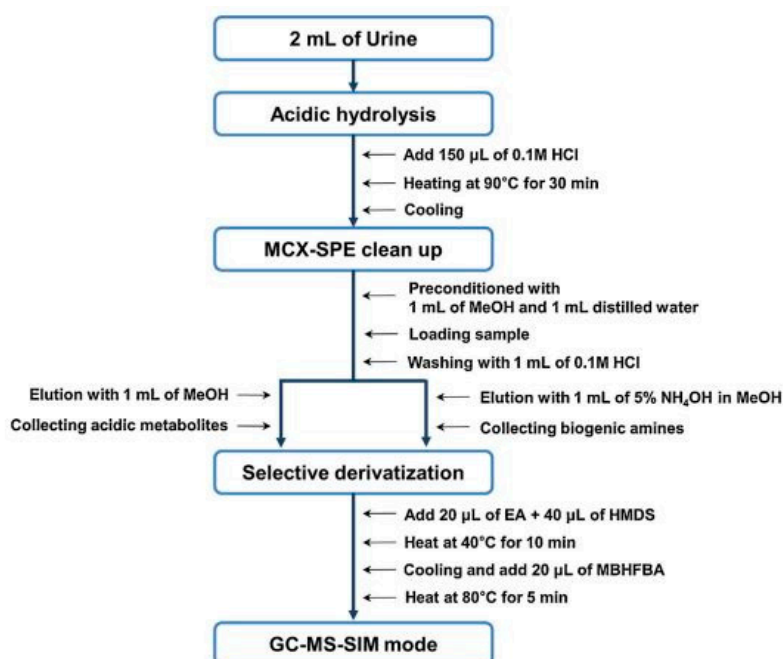 2 mL of Urine
Acidic hydrolysis
Add 150 µL of 0.1M HCl
Heating at 90°C for 30 min
Cooling
MCX-SPE clean up
Preconditioned with
1 mL of MeOH and 1 mL distilled water
Loading sample
Washing with 1 mL of 0.1M HCl
Elution with 1 mL of MeOH
Collecting acidic metabolites
Elution with 1 mL of 5% NH₄OH in MeOH
Collecting biogenic amines
Selective derivatization
Add 20 µL of EA + 40 µL of HMDS
Heat at 40°C for 10 min
Cooling and add 20 µL of MBHFBA
Heat at 80°C for 5 min
GC-MS-SIM mode